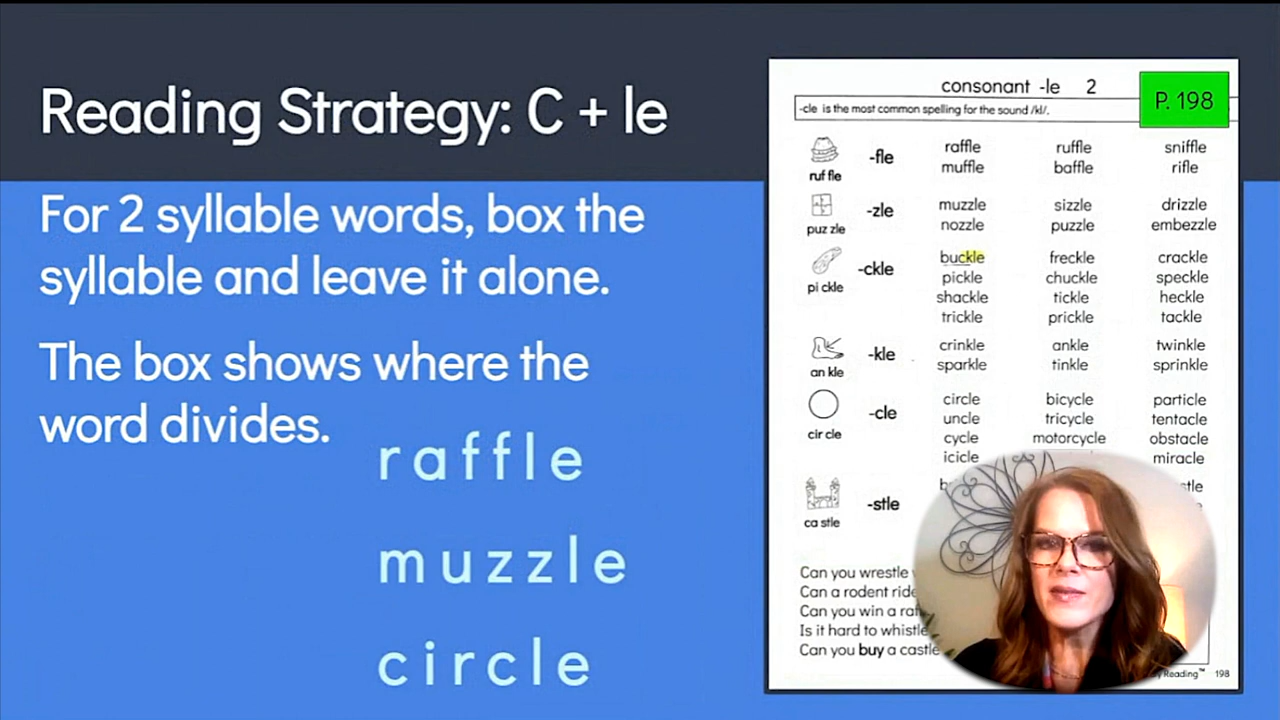 Reading Strategy: C + le
For 2 syllable words, box the
syllable and leave it alone.
The box shows where the
word divides.
raffle
muzzle
circle
consonant -le 2
P. 198
-cle is the most common spelling for the sound /kl/.
ruf fle
-fle
raffle ruffle sniffle
muffle baffle rifle
puz zle
-zle
muzzle sizzle drizzle
nozzle puzzle embezzle
pi ckle
-ckle
buckle freckle crackle
pickle chuckle speckle
shackle tickle heckle
trickle prickle tackle
an kle
-kle
crinkle ankle twinkle
sparkle tinkle sprinkle
cir cle
-cle
circle bicycle particle
uncle tricycle tentacle
cycle motorcycle obstacle
icicle miracle
ca stle
-stle
Can you wrestle
Can a rodent ride
Can you win a
Is it hard to whistle
Can you buy a castle
Reading™ 198